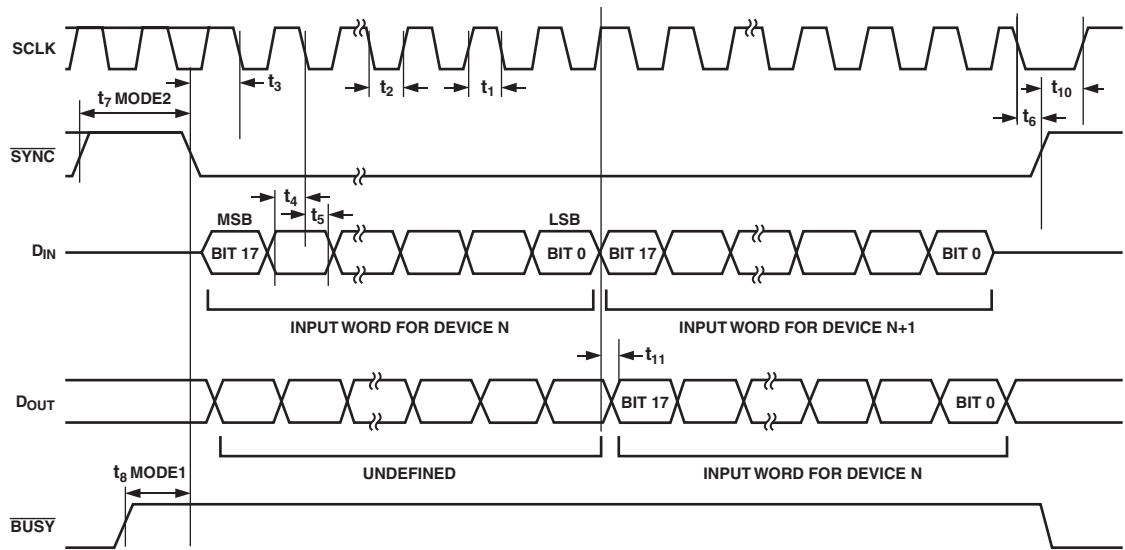 SCLK
t3
t2
t1
t10
t7 MODE2
t6
SYNC
t4
t5
MSB
LSB
DIN
BIT 17
BIT 0
BIT 17
BIT 0
INPUT WORD FOR DEVICE N
INPUT WORD FOR DEVICE N+1
t11
DOUT
BIT 17
BIT 0
UNDEFINED
INPUT WORD FOR DEVICE N
t8 MODE1
BUSY